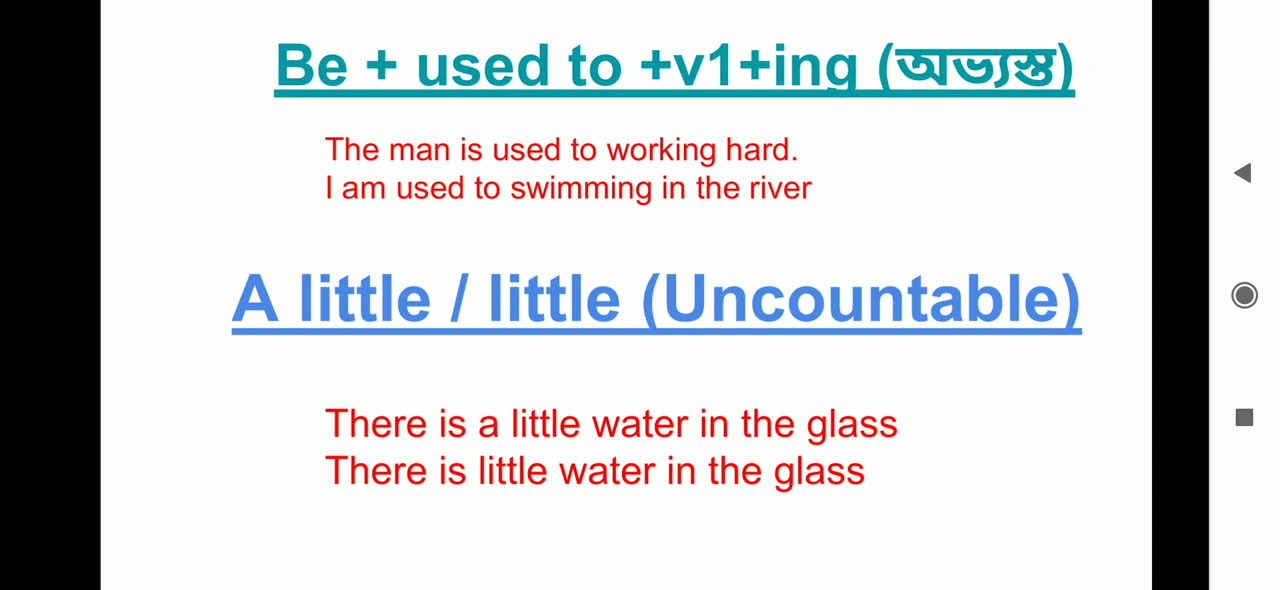 Be + used to +v1+ing (অভ্যস্ত)
The man is used to working hard.
I am used to swimming in the river
A little / little (Uncountable)
There is a little water in the glass
There is little water in the glass